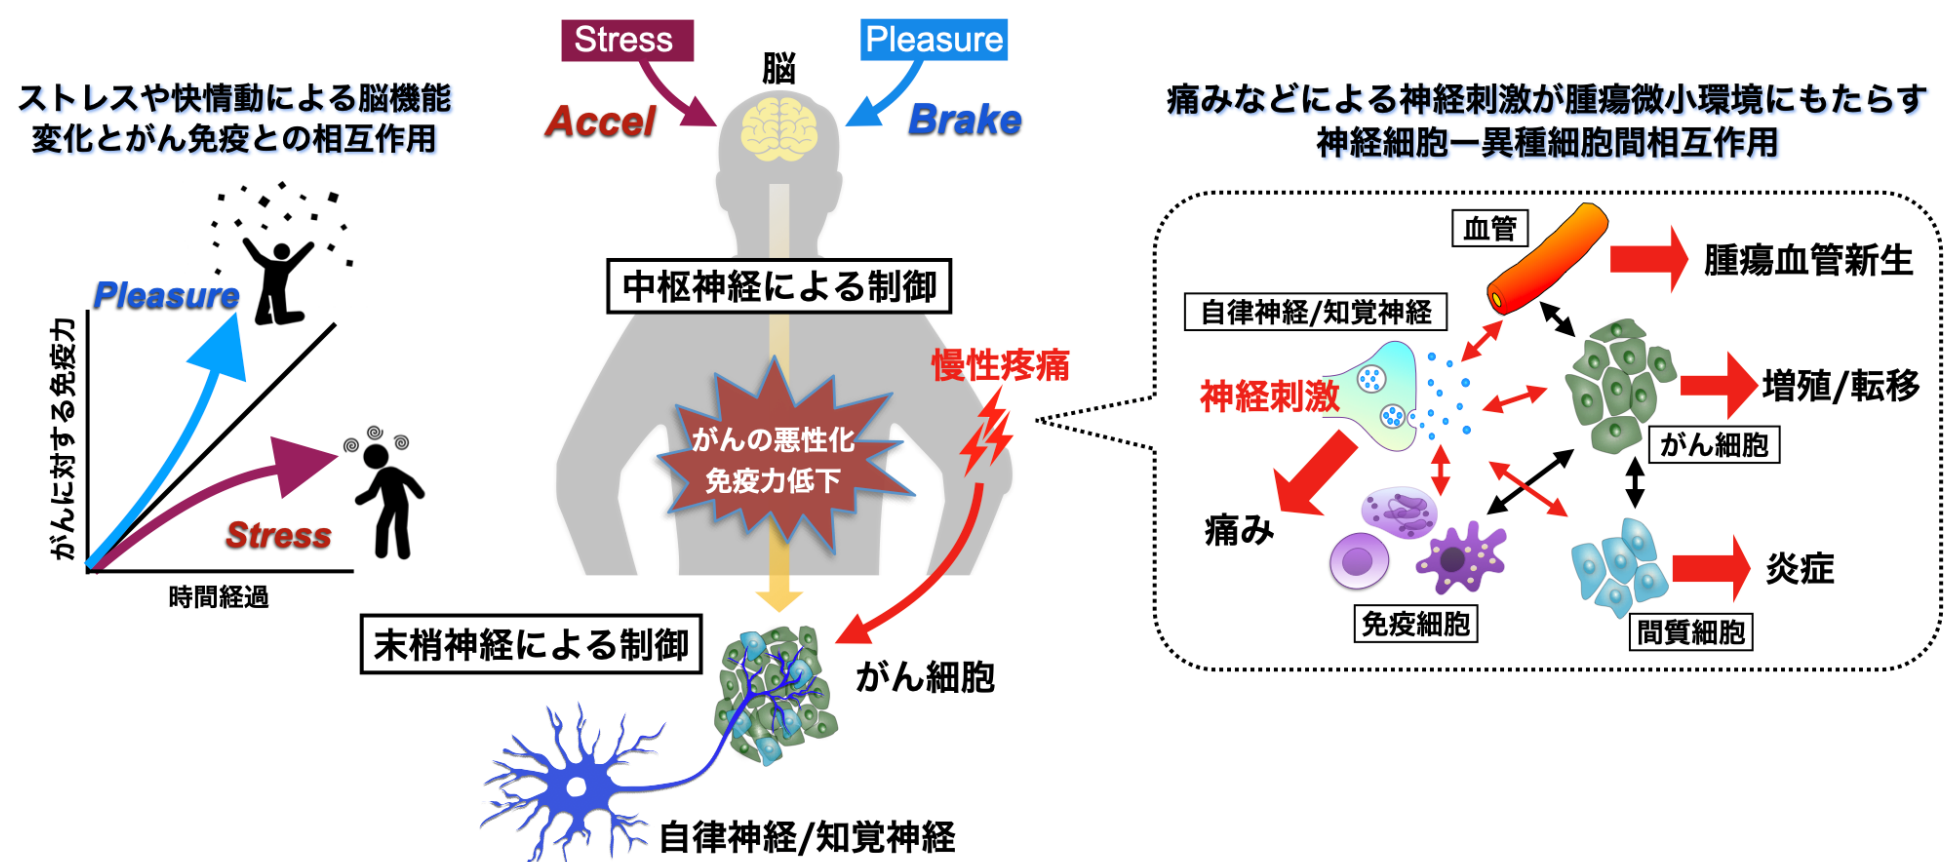 ストレスや快情動による脳機能
変化とがん免疫との相互作用
Pleasure
Stress
がんに対する免疫力
時間経過
Stress
Pleasure
脳
Accel
Brake
中枢神経による制御
慢性疼痛
がんの悪性化
免疫力低下
末梢神経による制御
がん細胞
自律神経/知覚神経
痛みなどによる神経刺激が腫瘍微小環境にもたらす
神経細胞ー異種細胞間相互作用
血管
腫瘍血管新生
自律神経/知覚神経
神経刺激
増殖/転移
がん細胞
痛み
免疫細胞
炎症
間質細胞